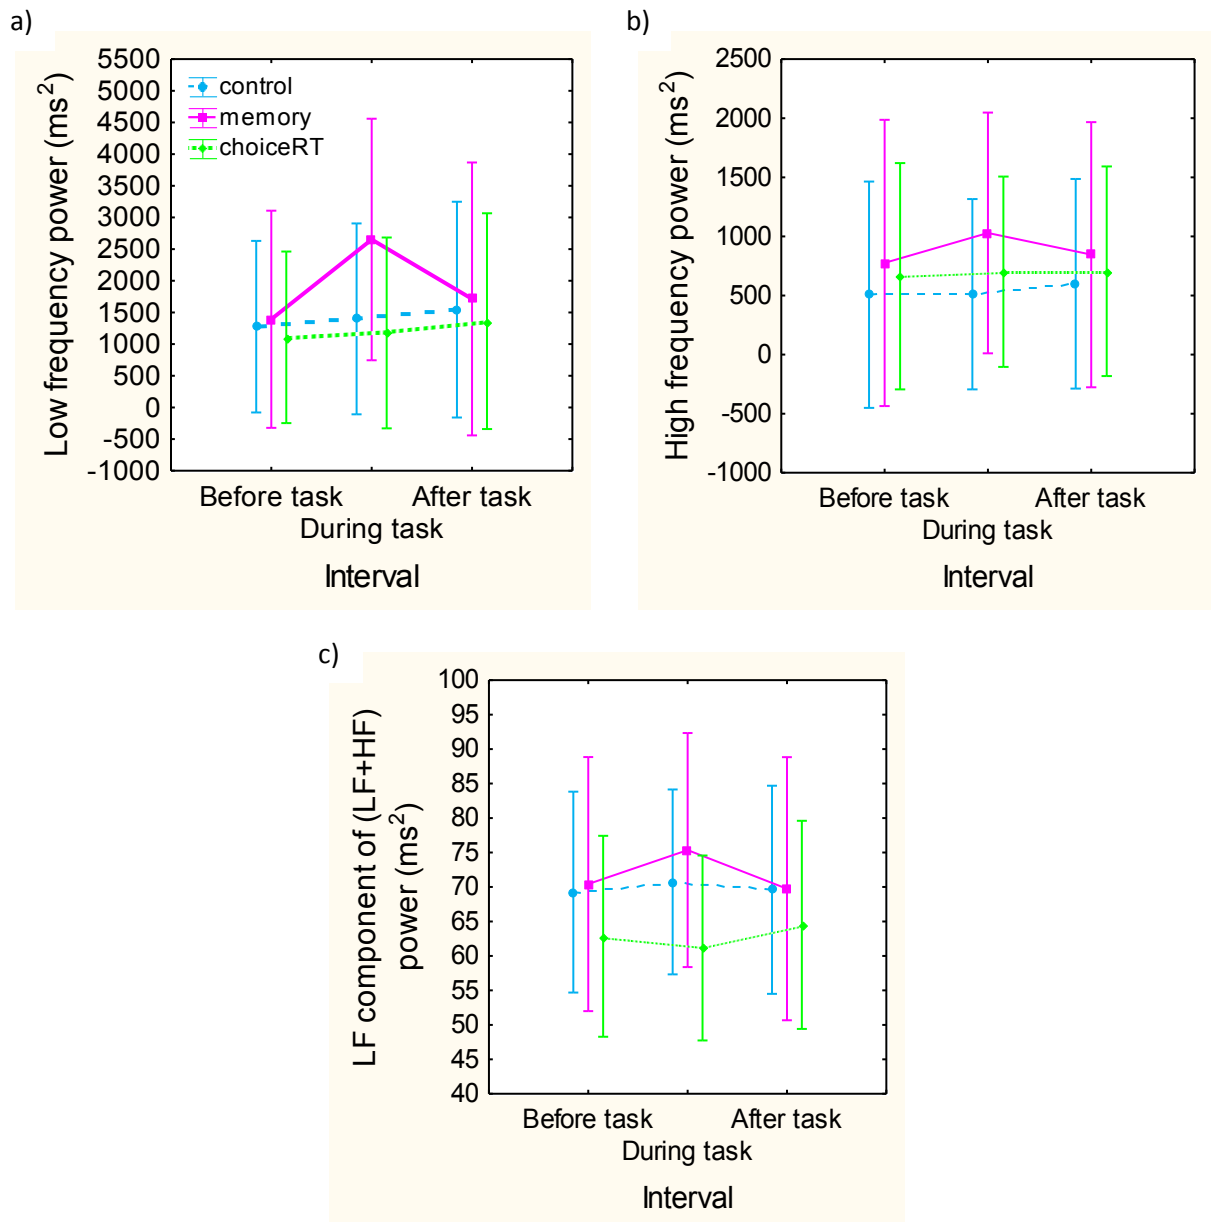 a)
Low frequency power (ms²)
5500
5000
4500
4000
3500
3000
2500
2000
1500
1000
500
0
-500
-1000
control
memory
choiceRT
Before task
After task
During task
Interval
b)
High frequency power (ms²)
2500
2000
1500
1000
500
0
-500
-1000
Before task
After task
During task
Interval
c)
LF component of (LF+HF)
power (ms²)
100
95
90
85
80
75
70
65
60
55
50
45
40
Before task
After task
During task
Interval